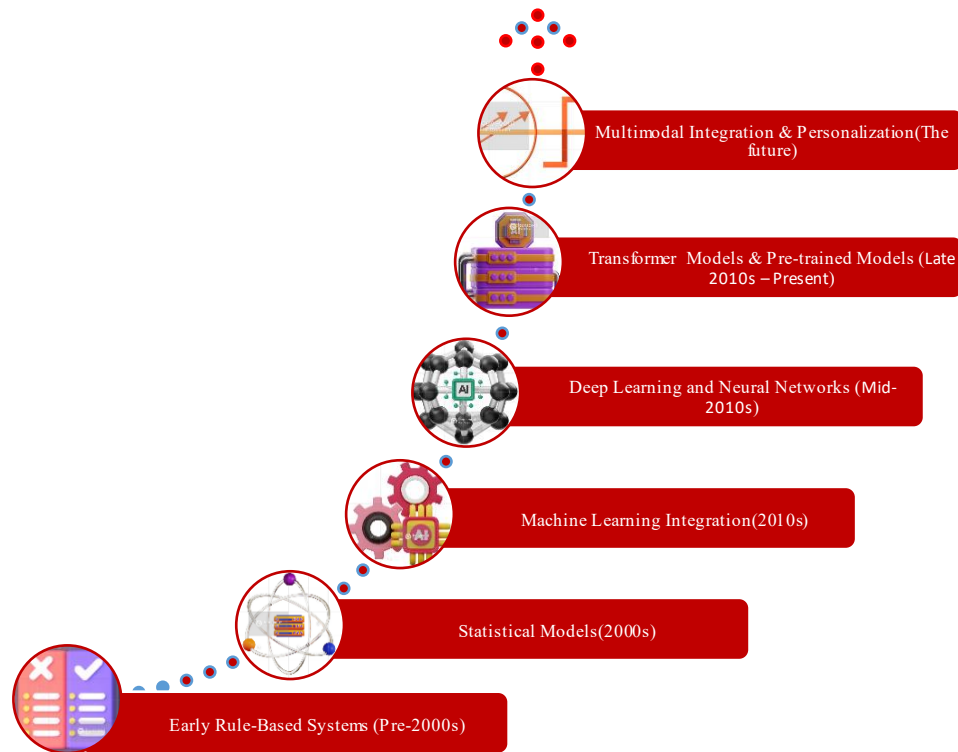 Multimodal Integration & Personalization(The
future)
Transformer Models & Pre-trained Models (Late
2010s – Present)
AI
Deep Learning and Neural Networks (Mid-
2010s)
AI
Machine Learning Integration(2010s)
Statistical Models(2000s)
Early Rule-Based Systems (Pre-2000s)